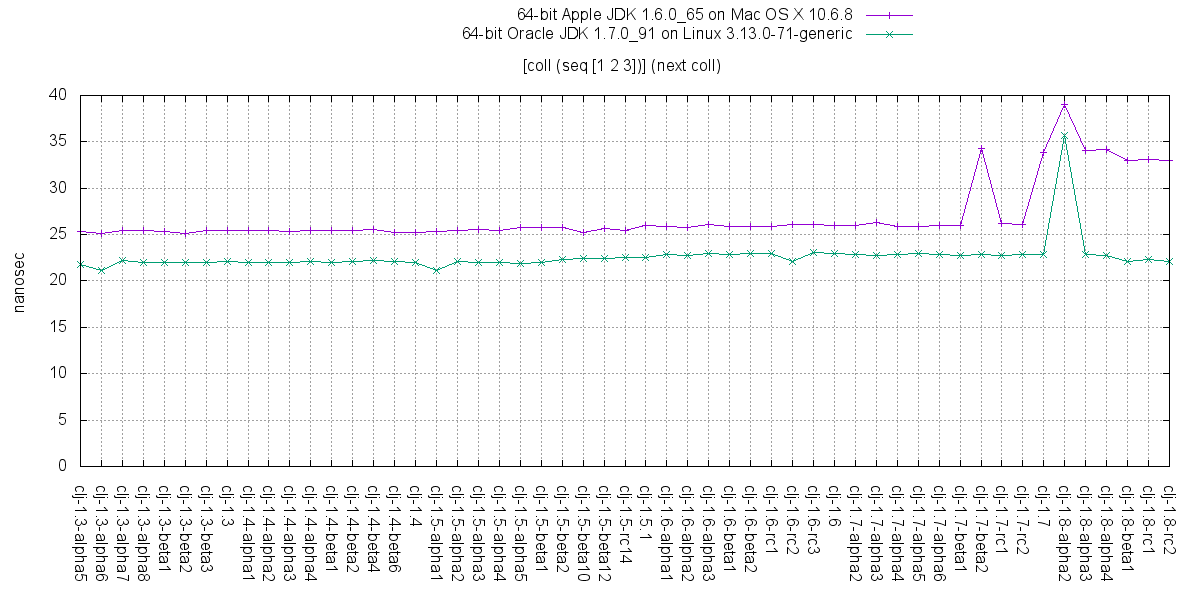 64-bit Apple JDK 1.6.0_65 on Mac OS X 10.6.8
64-bit Oracle JDK 1.7.0_91 on Linux 3.13.0-71-generic
[coll (seq [1 2 3])] (next coll)
40
35
30
25
20
15
10
5
0
nanosec
clj-1.3-alpha5
clj-1.3-alpha6
clj-1.3-alpha7
clj-1.3-alpha8
clj-1.3-beta1
clj-1.3-beta2
clj-1.3-beta3
clj-1.3
clj-1.4-alpha1
clj-1.4-alpha2
clj-1.4-alpha3
clj-1.4-alpha4
clj-1.4-beta1
clj-1.4-beta2
clj-1.4-beta4
clj-1.4-beta6
clj-1.4
clj-1.5-alpha1
clj-1.5-alpha2
clj-1.5-alpha3
clj-1.5-alpha4
clj-1.5-alpha5
clj-1.5-beta1
clj-1.5-beta2
clj-1.5-beta10
clj-1.5-beta12
clj-1.5-rc14
clj-1.5.1
clj-1.6-alpha1
clj-1.6-alpha2
clj-1.6-alpha3
clj-1.6-beta1
clj-1.6-beta2
clj-1.6-rc1
clj-1.6-rc2
clj-1.6-rc3
clj-1.6
clj-1.7-alpha2
clj-1.7-alpha3
clj-1.7-alpha4
clj-1.7-alpha5
clj-1.7-alpha6
clj-1.7-beta1
clj-1.7-beta2
clj-1.7-rc1
clj-1.7-rc2
clj-1.7
clj-1.8-alpha2
clj-1.8-alpha3
clj-1.8-alpha4
clj-1.8-beta1
clj-1.8-rc1
clj-1.8-rc2